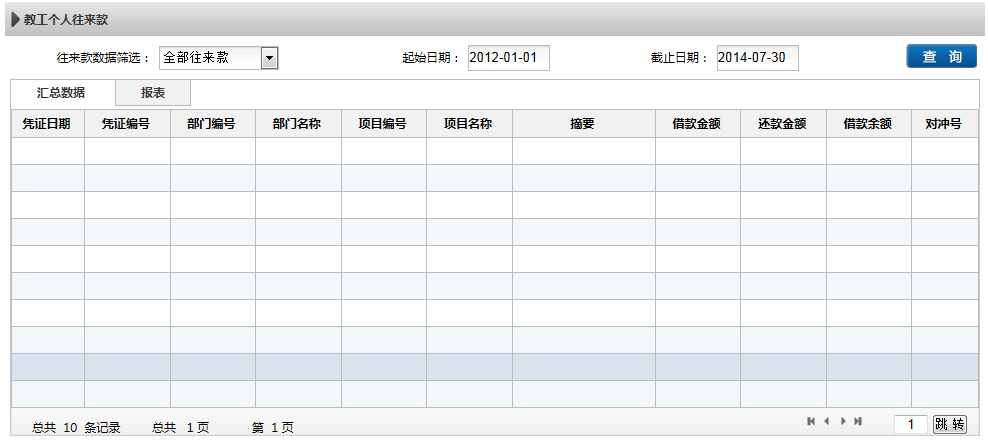 教工个人往来款
往来款数据筛选： 全部往来款 起始日期： 2012-01-01 截止日期： 2014-07-30 查 询
汇总数据 报表
凭证日期 凭证编号 部门编号 部门名称 项目编号 项目名称 摘要 借款金额 还款金额 借款余额 对冲号
总共 10 条记录 总共 1 页 第 1 页 1 跳 转